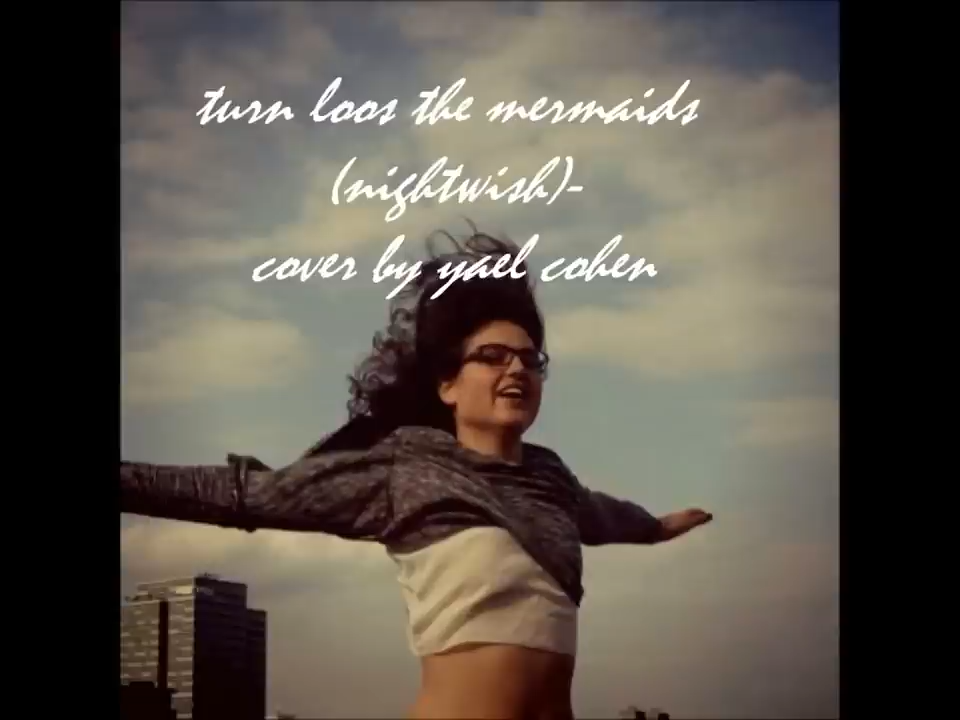 turn loos the mermaids
(nightwish)-
cover by yael cohen